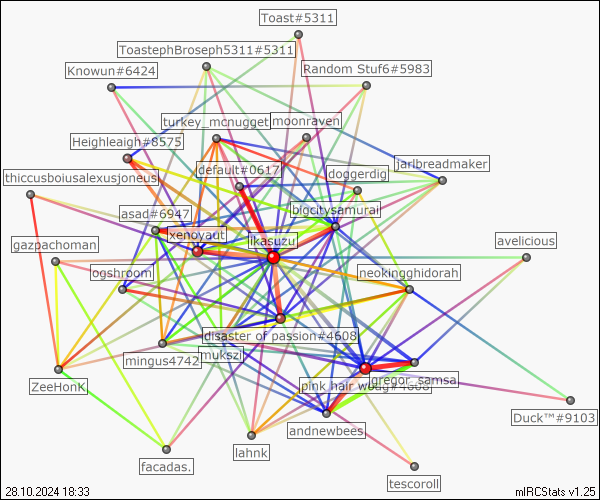 Toast#5311
ToastephBroseph5311#5311
Knowun#6424
Random Stuf6#5983
turkey_mcnugget
moonraven
Heighleaigh#8575
default#0617
doggerdig
jarlbreadmaker
thiccusboiusalexusjoneus
asad#6947
bigcitysamurai
xenoyaut
ikasuzu
avelicious
gazpachoman
ogshroom
neokingghidorah
disaster of passion#4608
mingus4742
mukszi
ZeeHonk
pink hair
gregor_samsa
andnewbees
Duck™#9103
lahnk
facadas.
tescoroll
28.10.2024 18:33
mIRCStats v1.25